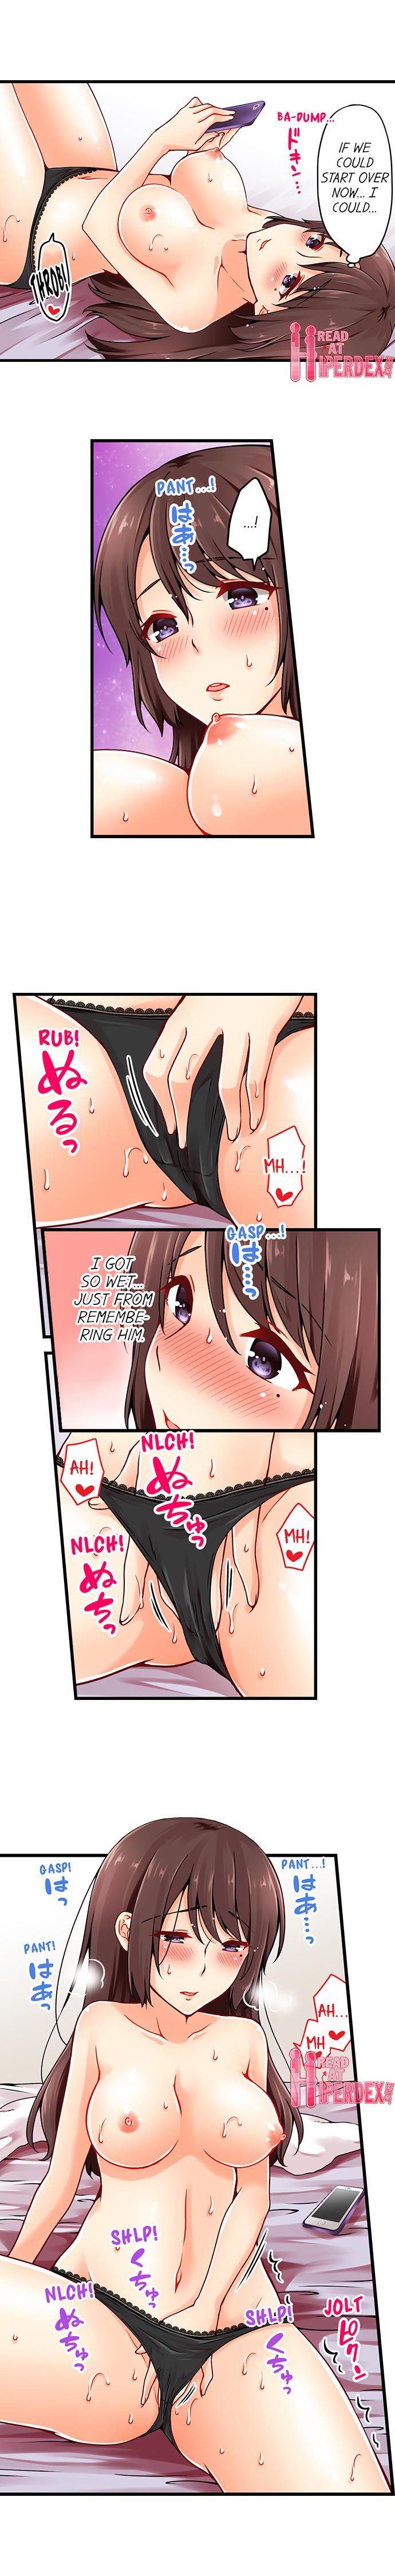 BA-DUMP...
ドキン…
IF WE
COULD
START OVER
NOW... I
COULD...
THROB!
READ
AT
HIPERDEX
PANT...!
はぁ…っ
...!
RUB!
ぬるっ
MH...!
GASP...!
は…っ
I GOT
SO WET...
JUST FROM
REMEMBE-
RING HIM.
NLCH!
ぬちゅっ
AH!
NLCH!
ぬちっ
MH!
GASP!
はっ
PANT...!
はぁ…っ
PANT!
はぁっ
AH...
MH
READ
AT
HIPERDEX
SHLP!
くちゅっ
NLCH!
ぬちゅっ
SHLP!
くちゅっ
JOLT
ビクン